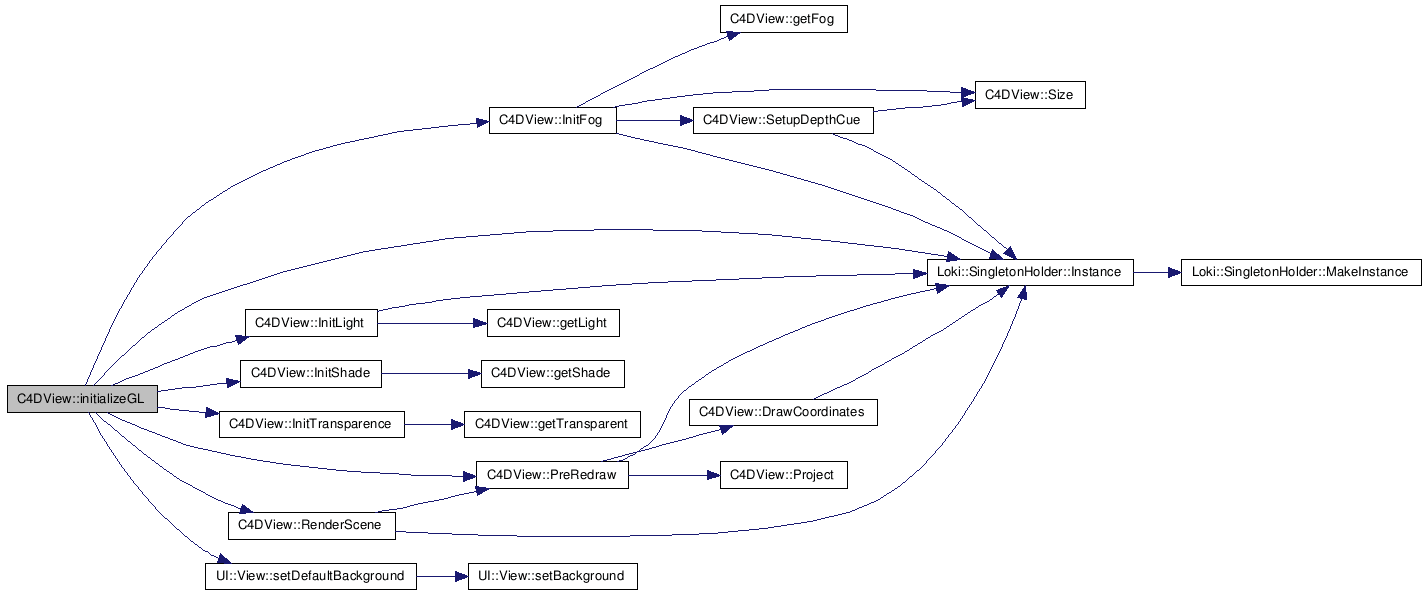 C4DView::getFog
C4DView::Size
C4DView::InitFog
C4DView::SetupDepthCue
Loki::SingletonHolder::Instance
Loki::SingletonHolder::MakeInstance
C4DView::InitLight
C4DView::getLight
C4DView::InitShade
C4DView::getShade
C4DView::initializeGL
C4DView::DrawCoordinates
C4DView::InitTransparence
C4DView::getTransparent
C4DView::PreRedraw
C4DView::Project
C4DView::RenderScene
UI::View::setDefaultBackground
UI::View::setBackground